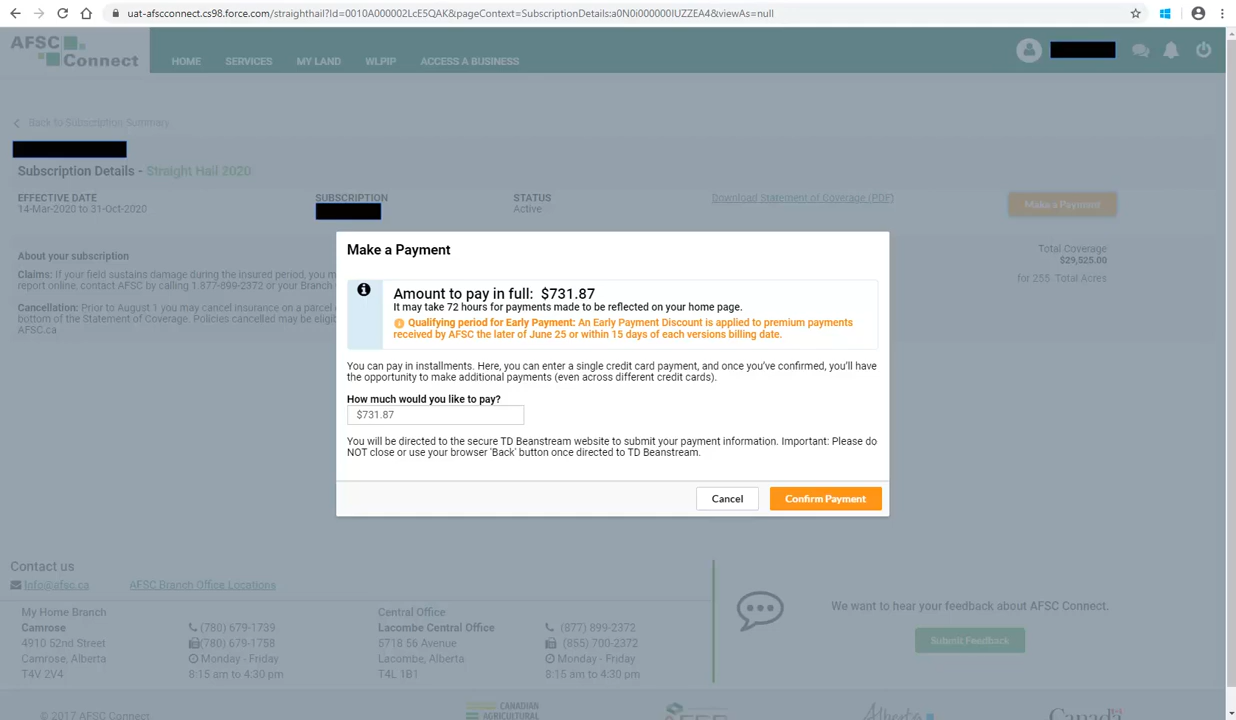 uat-afscconnect.cs98.force.com/straighthail?Id=0010A000002LcE5QAK&pageContext=SubscriptionDetails:a0N0i000000IUZZEA4&viewAs=null
AFSC
Connect
HOME SERVICES MY LAND WLPIP ACCESS A BUSINESS
Back to Subscription Summary
Subscription Details - Straight Hail 2020
EFFECTIVE DATE SUBSCRIPTION STATUS Download Statement of Coverage (PDF) Make a Payment
14-Mar-2020 to 31-Oct-2020 Active
About your subscription Total Coverage
$29,525.00
Claims: If your field sustains damage during the insured period, you m
report online, contact AFSC by calling 1.877-899-2372 or your Branch
for 255 Total Acres
Cancellation: Prior to August 1 you may cancel insurance on a parcel
bottom of the Statement of Coverage. Policies cancelled may be eligib
AFSC.ca
Make a Payment
Amount to pay in full: $731.87
It may take 72 hours for payments made to be reflected on your home page.
Qualifying period for Early Payment: An Early Payment Discount is applied to premium payments
received by AFSC the later of June 25 or within 15 days of each versions billing date.
You can pay in installments. Here, you can enter a single credit card payment, and once you've confirmed, you'll have
the opportunity to make additional payments (even across different credit cards).
How much would you like to pay?
$731.87
You will be directed to the secure TD Beanstream website to submit your payment information. Important: Please do
NOT close or use your browser 'Back' button once directed to TD Beanstream.
Cancel Confirm Payment
Contact us
Info@afsc.ca AFSC Branch Office Locations
My Home Branch Central Office
Camrose (780) 679-1739 Lacombe Central Office (877) 899-2372
4910 52nd Street (780) 679-1758 5718 56 Avenue (855) 700-2372
Camrose, Alberta Monday - Friday Lacombe, Alberta Monday - Friday
T4V 2V4 8:15 am to 4:30 pm T4L 1B1 8:15 am to 4:30 pm
We want to hear your feedback about AFSC Connect.
Submit Feedback
© 2017 AFSC Connect CANADIAN
AGRICULTURAL Alberta Canada